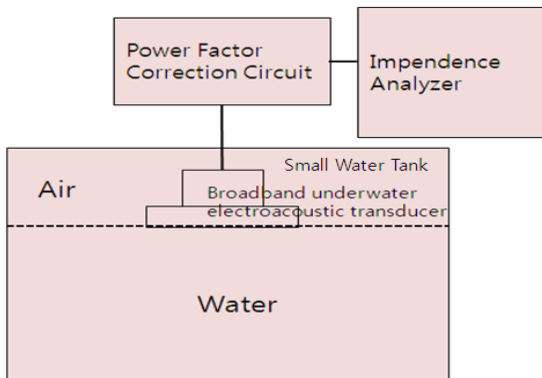 Power Factor
Correction Circuit
Impendence
Analyzer
Small Water Tank
Air
Broadband underwater
electroacoustic transducer
Water